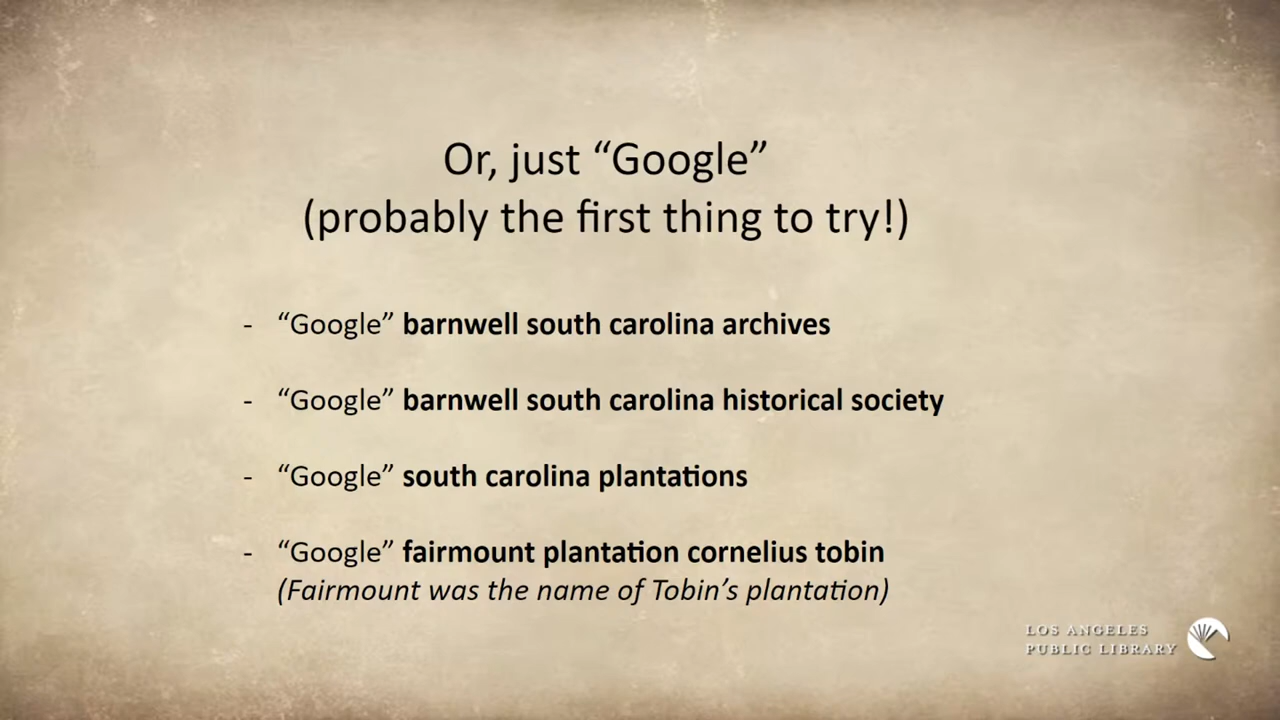 Or, just “Google”
(probably the first thing to try!)
- “Google” barnwell south carolina archives
- “Google” barnwell south carolina historical society
- “Google” south carolina plantations
- “Google” fairmount plantation cornelius tobin
(Fairmount was the name of Tobin’s plantation)
LOS ANGELES
PUBLIC LIBRARY